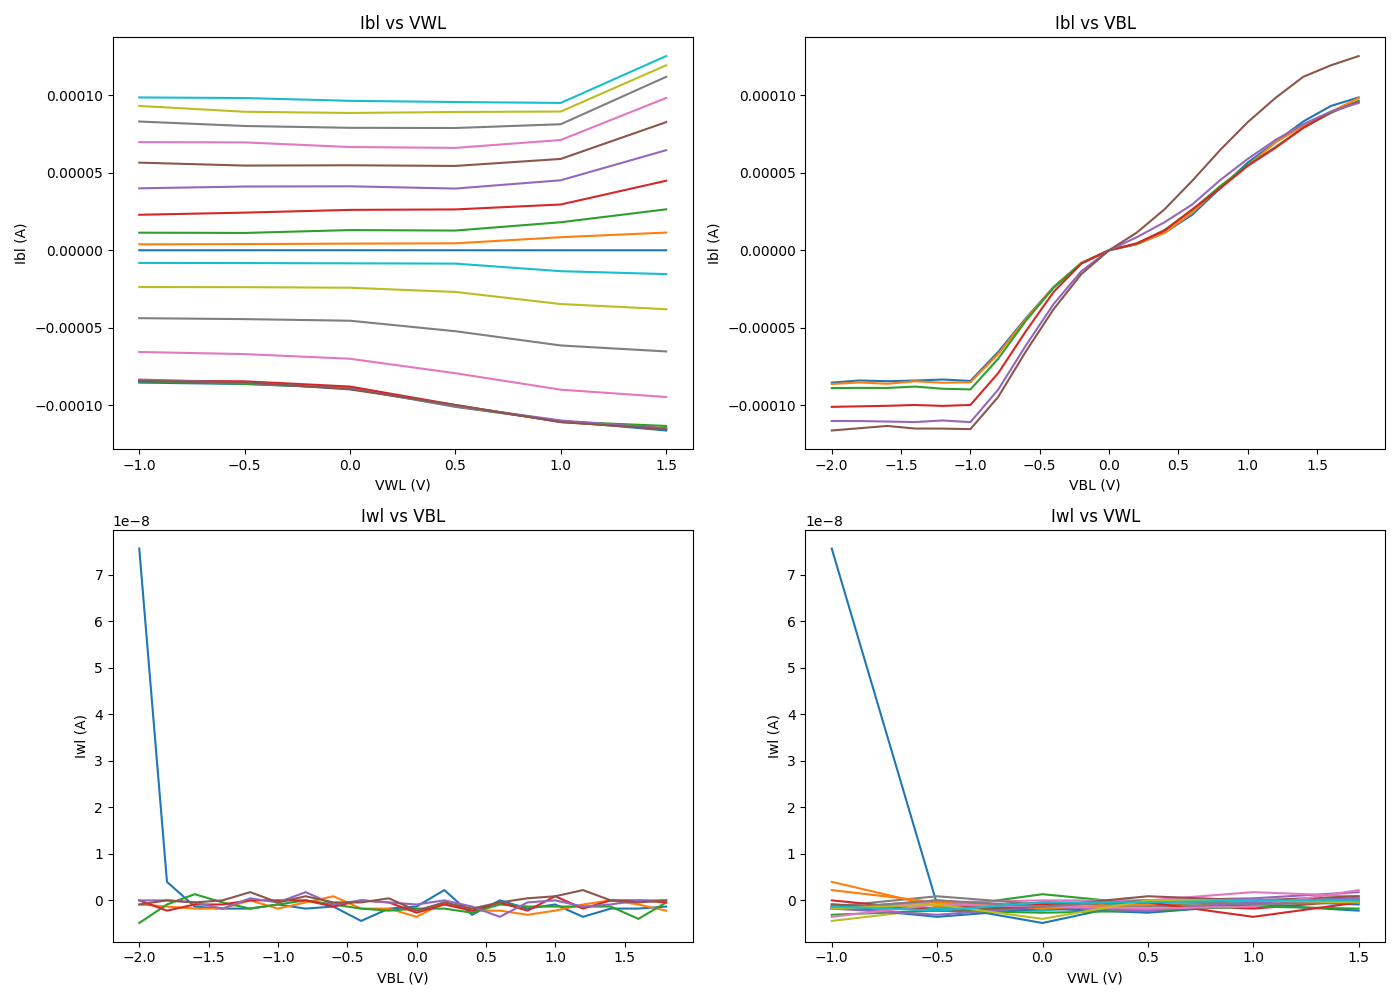 Ibl vs VWL
Ibl (A)
0.00010
0.00005
0.00000
−0.00005
−0.00010
−1.0 −0.5 0.0 0.5 1.0 1.5
VWL (V)
Ibl vs VBL
Ibl (A)
0.00010
0.00005
0.00000
−0.00005
−0.00010
−2.0 −1.5 −1.0 −0.5 0.0 0.5 1.0 1.5
VBL (V)
Iwl vs VBL
1e−8
Iwl (A)
7
6
5
4
3
2
1
0
−2.0 −1.5 −1.0 −0.5 0.0 0.5 1.0 1.5
VBL (V)
Iwl vs VWL
1e−8
Iwl (A)
7
6
5
4
3
2
1
0
−1.0 −0.5 0.0 0.5 1.0 1.5
VWL (V)